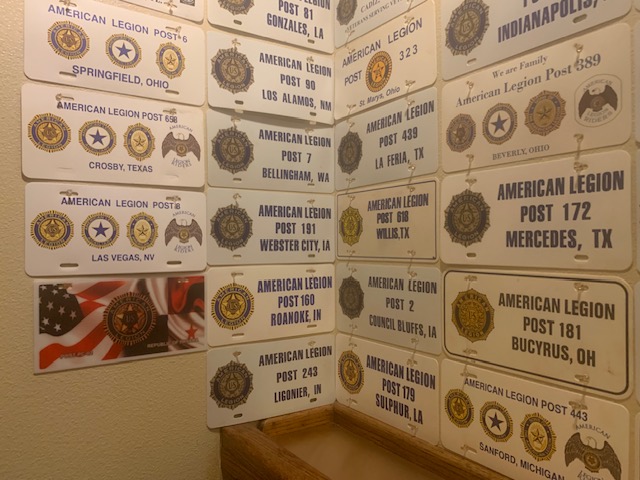 AMERICAN LEGION POST 6
SPRINGFIELD, OHIO
AMERICAN LEGION POST 658
CROSBY, TEXAS
AMERICAN LEGION POST 8
LAS VEGAS, NV
POST 81
GONZALES, LA
AMERICAN LEGION
POST 90
LOS ALAMOS, NM
AMERICAN LEGION
POST 7
BELLINGHAM, WA
AMERICAN LEGION
POST 191
WEBSTER CITY, IA
AMERICAN LEGION
POST 160
ROANOKE, IN
AMERICAN LEGION
POST 243
LIGONIER, IN
AMERICAN LEGION
POST 323
St. Marys, Ohio
AMERICAN LEGION
POST 439
LA FERIA, TX
AMERICAN LEGION
POST 618
WILLIS, TX
AMERICAN LEGION
POST 2
COUNCIL BLUFFS, IA
AMERICAN LEGION
POST 179
SULPHUR, LA
INDIANAPOLIS,
We are Family
American Legion Post 389
BEVERLY, OHIO
AMERICAN LEGION
POST 172
MERCEDES, TX
AMERICAN LEGION
POST 181
BUCYRUS, OH
AMERICAN LEGION POST 443
SANFORD, MICHIGAN
AMERICAN